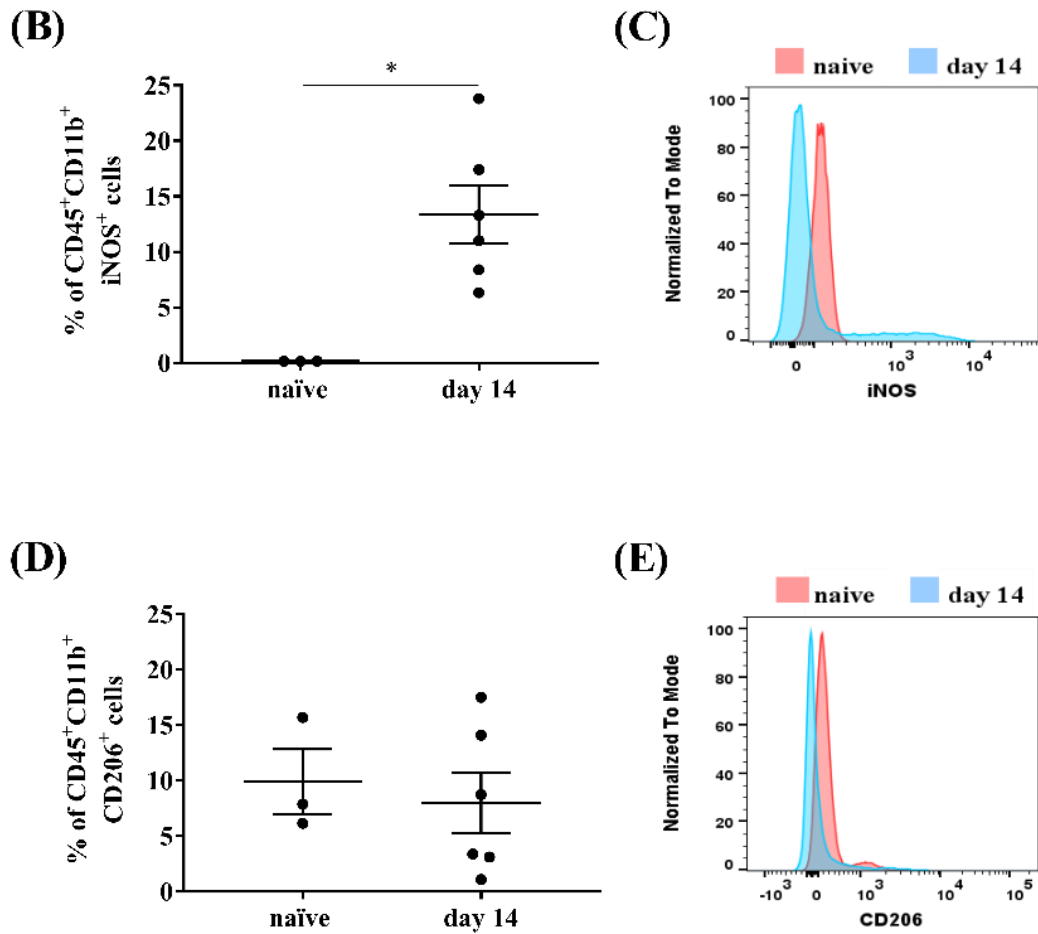 (B)
*
% of CD45⁺CD11b⁺
iNOS⁺ cells
25
20
15
10
5
0
naïve
day 14
(C)
naive
day 14
Normalized To Mode
100
80
60
40
20
0
0
10³
10⁴
iNOS
(D)
% of CD45⁺CD11b⁺
CD206⁺ cells
25
20
15
10
5
0
naïve
day 14
(E)
naive
day 14
Normalized To Mode
100
80
60
40
20
0
-10³
0
10³
10⁴
10⁵
CD206